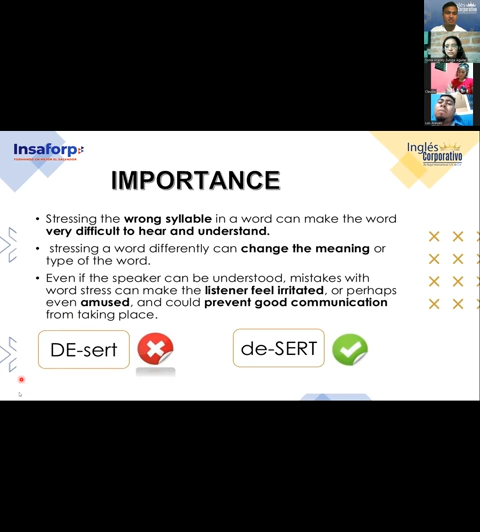 Inglés
Corporativo
Insaforp
FORMANDO UN MEJOR EL SALVADOR
Inglés
Corporativo
IMPORTANCE
• Stressing the wrong syllable in a word can make the word
very difficult to hear and understand.
• stressing a word differently can change the meaning or
type of the word.
• Even if the speaker can be understood, mistakes with
word stress can make the listener feel irritated, or perhaps
even amused, and could prevent good communication
from taking place.
DE-sert
de-SERT